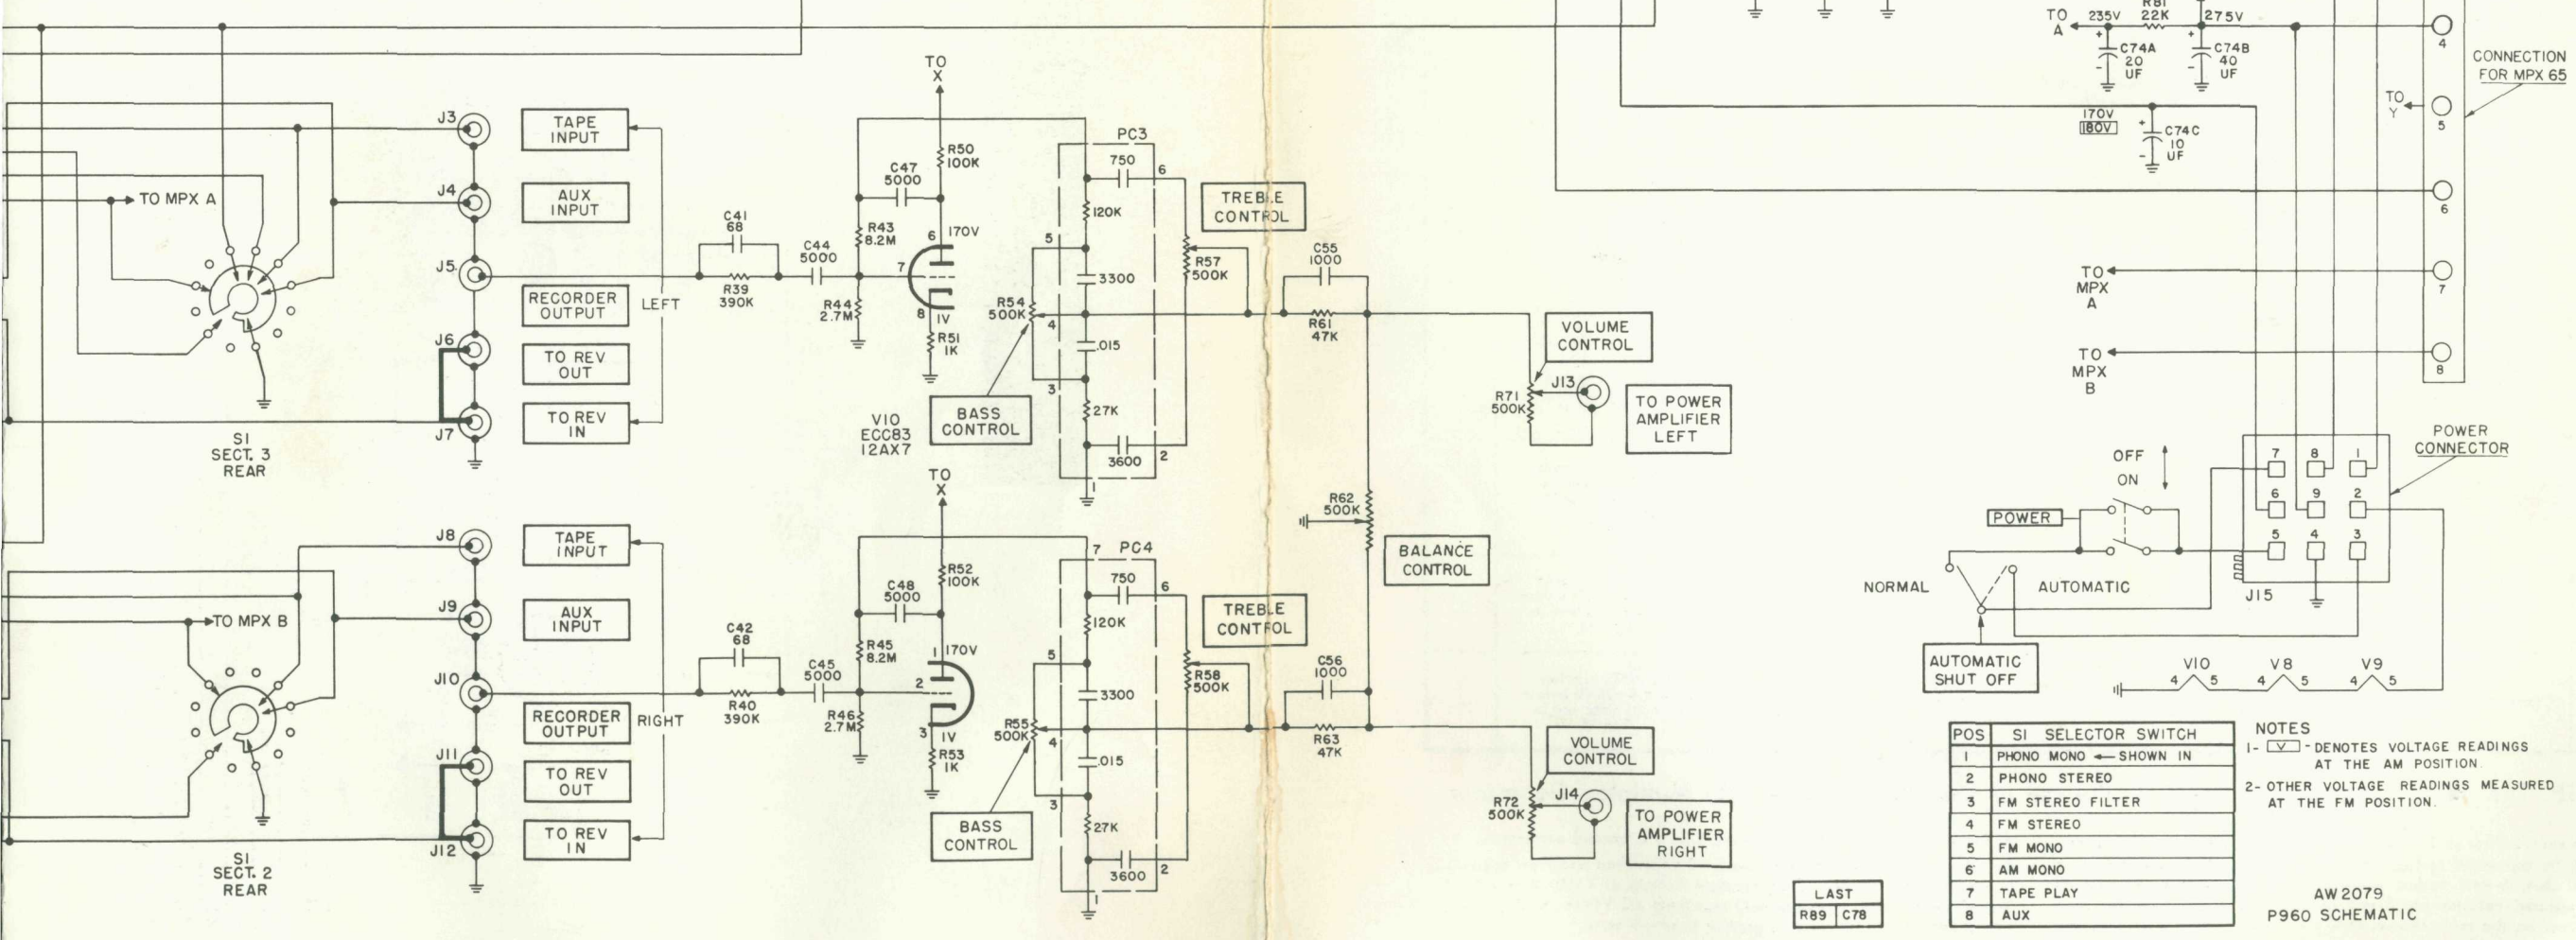 J3
TAPE
INPUT
J4
AUX
INPUT
TO MPX A
J5
RECORDER
OUTPUT
LEFT
J6
TO REV
OUT
J7
TO REV
IN
S1
SECT. 3
REAR
C41
68
R39
390K
C44
5000
TO
X
R50
100K
C47
5000
R43
8.2M
6
170V
7
R44
2.7M
8
1V
R51
1K
V10
ECC83
12AX7
BASS
CONTROL
PC3
750
6
120K
5
3300
R54
500K
4
.015
3
27K
3600
2
1
TREBLE
CONTROL
R57
500K
C55
1000
R61
47K
VOLUME
CONTROL
R71
500K
J13
TO POWER
AMPLIFIER
LEFT
R62
500K
BALANCE
CONTROL
J8
TAPE
INPUT
J9
AUX
INPUT
TO MPX B
J10
RECORDER
OUTPUT
RIGHT
J11
TO REV
OUT
J12
TO REV
IN
S1
SECT. 2
REAR
C42
68
R40
390K
C45
5000
TO
X
R52
100K
C48
5000
R45
8.2M
1
170V
2
R46
2.7M
3
1V
R53
1K
BASS
CONTROL
7
PC4
750
6
120K
5
3300
R55
500K
4
.015
3
27K
3600
2
1
TREBLE
CONTROL
R58
500K
C56
1000
R63
47K
VOLUME
CONTROL
R72
500K
J14
TO POWER
AMPLIFIER
RIGHT
TO
A
235V
R81
22K
275V
+
C74A
20
UF
-
+
C74B
40
UF
-
4
CONNECTION
FOR MPX 65
TO
Y
5
170V
180V
+
C74C
10
UF
-
6
TO
MPX
A
7
TO
MPX
B
8
POWER
CONNECTOR
OFF
ON
POWER
7 8 1
6 9 2
5 4 3
J15
NORMAL
AUTOMATIC
AUTOMATIC
SHUT OFF
V10
4 5
V8
4 5
V9
4 5
POS S1 SELECTOR SWITCH
1 PHONO MONO ← SHOWN IN
2 PHONO STEREO
3 FM STEREO FILTER
4 FM STEREO
5 FM MONO
6 AM MONO
7 TAPE PLAY
8 AUX
NOTES
1- V - DENOTES VOLTAGE READINGS
AT THE AM POSITION.
2- OTHER VOLTAGE READINGS MEASURED
AT THE FM POSITION.
LAST
R89 C78
AW2079
P960 SCHEMATIC